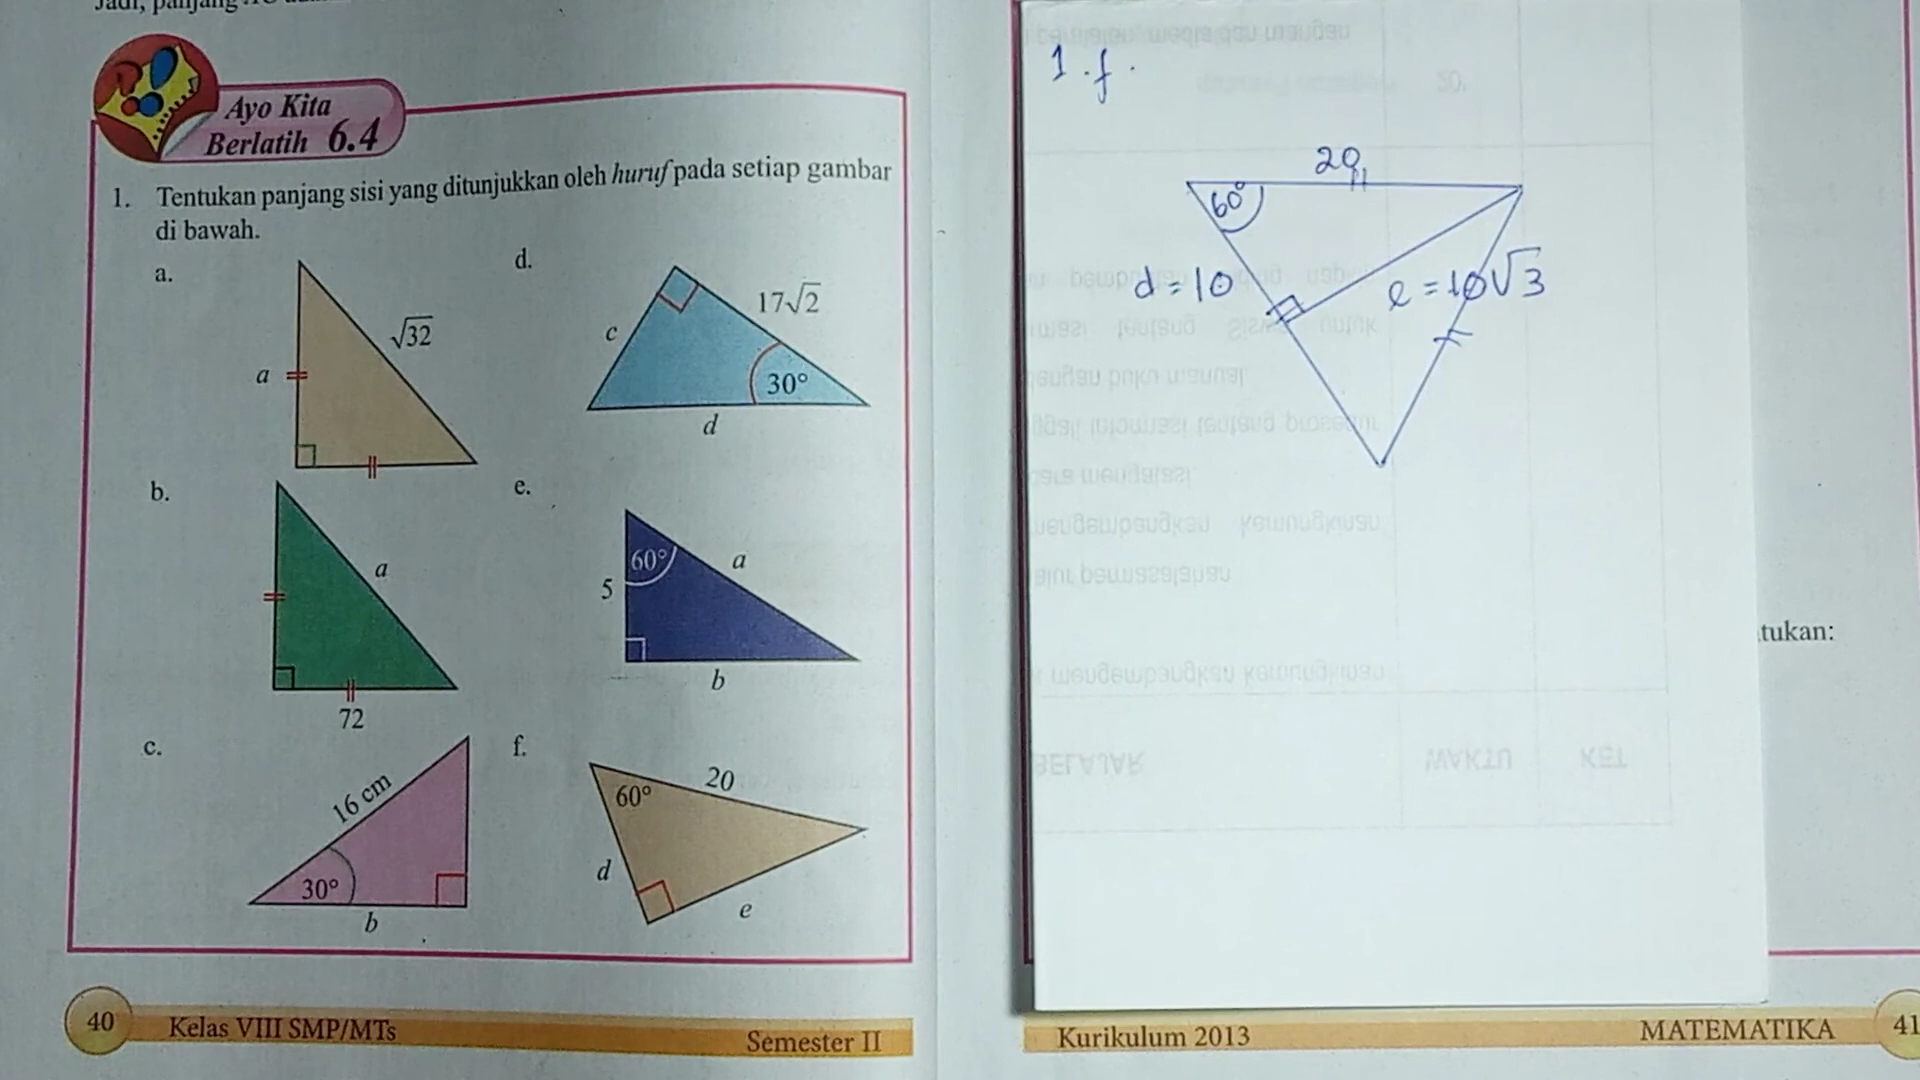 Ayo Kita
Berlatih 6.4
1. Tentukan panjang sisi yang ditunjukkan oleh huruf pada setiap gambar
di bawah.
a.
√32
a
d.
17√2
c
30°
d
b.
a
72
e.
60°
a
5
b
c.
16 cm
30°
b
f.
60°
20
d
e
40
Kelas VIII SMP/MTs
Semester II
1.f.
20
60°
d = 10
e = 10√3
tukan:
Kurikulum 2013
MATEMATIKA
41